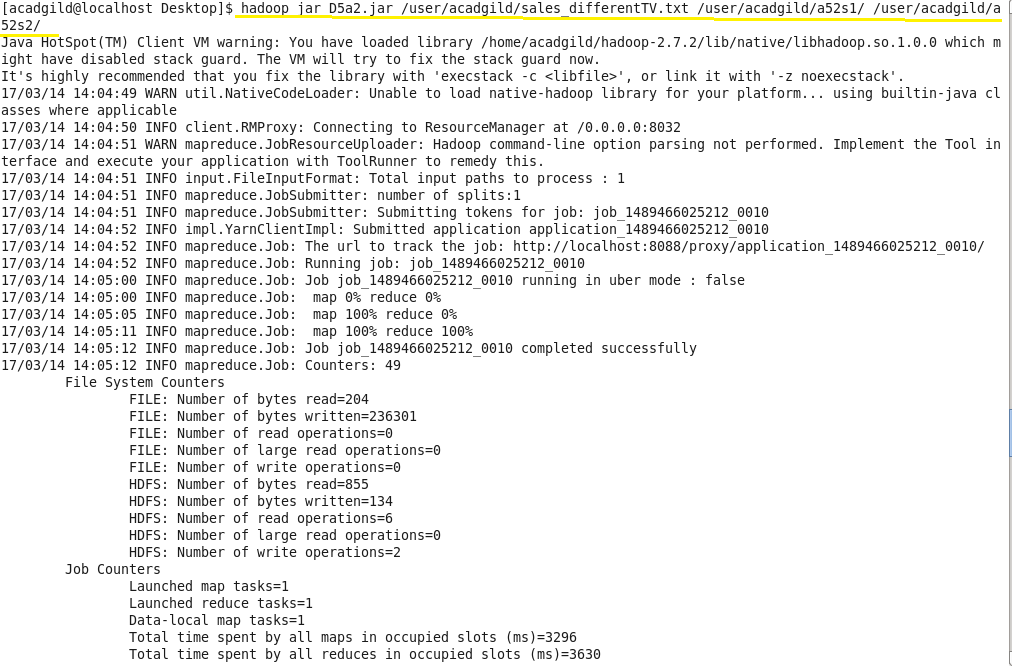 [acadgild@localhost Desktop]$ hadoop jar D5a2.jar /user/acadgild/sales_differentTV.txt /user/acadgild/a52s1/ /user/acadgild/a
52s2/
Java HotSpot(TM) Client VM warning: You have loaded library /home/acadgild/hadoop-2.7.2/lib/native/libhadoop.so.1.0.0 which m
ight have disabled stack guard. The VM will try to fix the stack guard now.
It's highly recommended that you fix the library with 'execstack -c <libfile>', or link it with '-z noexecstack'.
17/03/14 14:04:49 WARN util.NativeCodeLoader: Unable to load native-hadoop library for your platform... using builtin-java cl
asses where applicable
17/03/14 14:04:50 INFO client.RMProxy: Connecting to ResourceManager at /0.0.0.0:8032
17/03/14 14:04:51 WARN mapreduce.JobResourceUploader: Hadoop command-line option parsing not performed. Implement the Tool in
terface and execute your application with ToolRunner to remedy this.
17/03/14 14:04:51 INFO input.FileInputFormat: Total input paths to process : 1
17/03/14 14:04:51 INFO mapreduce.JobSubmitter: number of splits:1
17/03/14 14:04:51 INFO mapreduce.JobSubmitter: Submitting tokens for job: job_1489466025212_0010
17/03/14 14:04:52 INFO impl.YarnClientImpl: Submitted application application_1489466025212_0010
17/03/14 14:04:52 INFO mapreduce.Job: The url to track the job: http://localhost:8088/proxy/application_1489466025212_0010/
17/03/14 14:04:52 INFO mapreduce.Job: Running job: job_1489466025212_0010
17/03/14 14:05:00 INFO mapreduce.Job: Job job_1489466025212_0010 running in uber mode : false
17/03/14 14:05:00 INFO mapreduce.Job:  map 0% reduce 0%
17/03/14 14:05:05 INFO mapreduce.Job:  map 100% reduce 0%
17/03/14 14:05:11 INFO mapreduce.Job:  map 100% reduce 100%
17/03/14 14:05:12 INFO mapreduce.Job: Job job_1489466025212_0010 completed successfully
17/03/14 14:05:12 INFO mapreduce.Job: Counters: 49
File System Counters
FILE: Number of bytes read=204
FILE: Number of bytes written=236301
FILE: Number of read operations=0
FILE: Number of large read operations=0
FILE: Number of write operations=0
HDFS: Number of bytes read=855
HDFS: Number of bytes written=134
HDFS: Number of read operations=6
HDFS: Number of large read operations=0
HDFS: Number of write operations=2
Job Counters
Launched map tasks=1
Launched reduce tasks=1
Data-local map tasks=1
Total time spent by all maps in occupied slots (ms)=3296
Total time spent by all reduces in occupied slots (ms)=3630